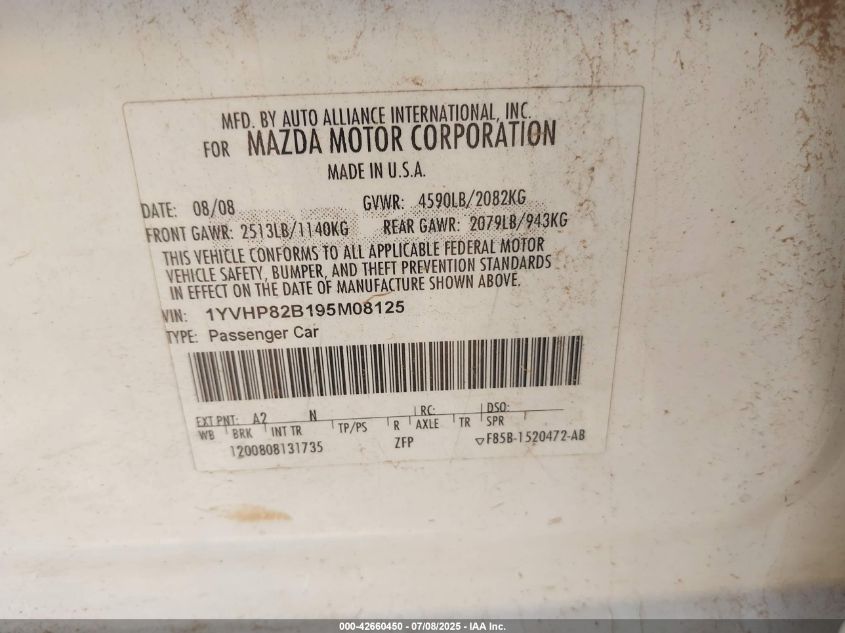 MFD. BY AUTO ALLIANCE INTERNATIONAL, INC.
FOR MAZDA MOTOR CORPORATION
MADE IN U.S.A.
DATE: 08/08 GVWR: 4590LB/2082KG
FRONT GAWR: 2513LB/1140KG REAR GAWR: 2079LB/943KG
THIS VEHICLE CONFORMS TO ALL APPLICABLE FEDERAL MOTOR
VEHICLE SAFETY, BUMPER, AND THEFT PREVENTION STANDARDS
IN EFFECT ON THE DATE OF MANUFACTURE SHOWN ABOVE.
VIN: 1YVHP82B195M08125
TYPE: Passenger Car
EXT PNT: A2 N RC: DSO:
WB BRK INT TR TP/PS R AXLE TR SPR
1200808131735 ZFP ▽F85B-1520472-AB
000-42660450 - 07/08/2025 - IAA Inc.